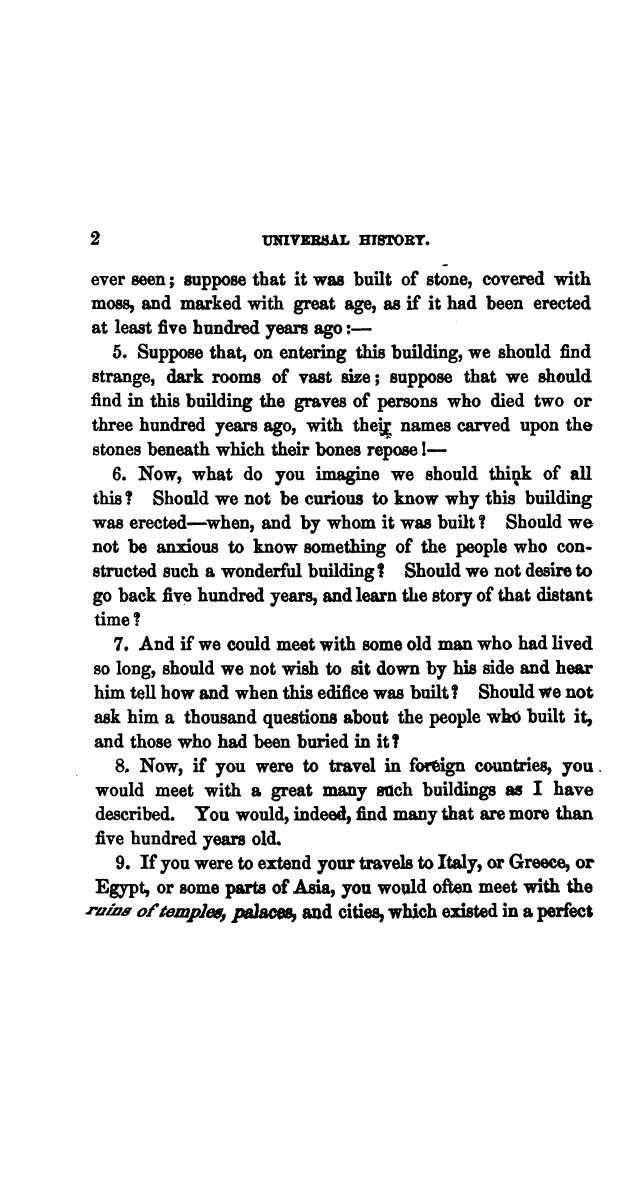 2 UNIVERSAL HISTORY.
ever seen; suppose that it was built of stone, covered with
moss, and marked with great age, as if it had been erected
at least five hundred years ago:—
5. Suppose that, on entering this building, we should find
strange, dark rooms of vast size; suppose that we should
find in this building the graves of persons who died two or
three hundred years ago, with their names carved upon the
stones beneath which their bones repose!—
6. Now, what do you imagine we should think of all
this? Should we not be curious to know why this building
was erected—when, and by whom it was built? Should we
not be anxious to know something of the people who con-
structed such a wonderful building? Should we not desire to
go back five hundred years, and learn the story of that distant
time?
7. And if we could meet with some old man who had lived
so long, should we not wish to sit down by his side and hear
him tell how and when this edifice was built? Should we not
ask him a thousand questions about the people who built it,
and those who had been buried in it?
8. Now, if you were to travel in foreign countries, you
would meet with a great many such buildings as I have
described. You would, indeed, find many that are more than
five hundred years old.
9. If you were to extend your travels to Italy, or Greece, or
Egypt, or some parts of Asia, you would often meet with the
ruins of temples, palaces, and cities, which existed in a perfect